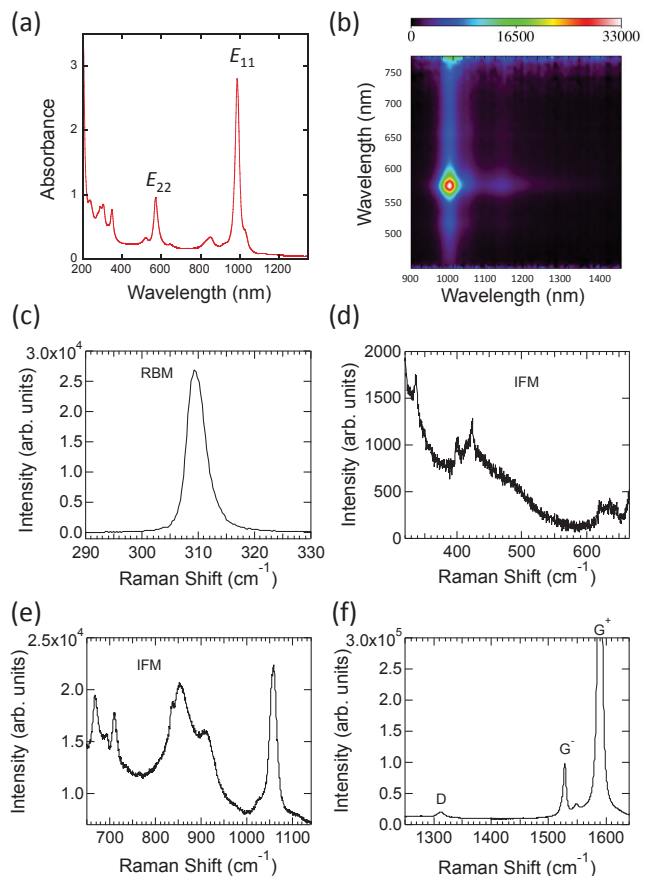 (a)
E11
E22
Absorbance
3
2
1
0
200 400 600 800 1000 1200
Wavelength (nm)
(b)
0 16500 33000
Wavelength (nm)
750
700
650
600
550
500
900 1000 1100 1200 1300 1400
Wavelength (nm)
(c)
3.0x10^4
RBM
Intensity (arb. units)
2.5
2.0
1.5
1.0
0.5
0.0
290 300 310 320 330
Raman Shift (cm^-1)
(d)
2000
IFM
Intensity (arb. units)
1500
1000
500
0
400 500 600
Raman Shift (cm^-1)
(e)
2.5x10^4
IFM
Intensity (arb. units)
2.0
1.5
1.0
700 800 900 1000 1100
Raman Shift (cm^-1)
(f)
G^+
3.0x10^5
Intensity (arb. units)
2.5
2.0
1.5
1.0
0.5
0
G^-
D
1300 1400 1500 1600
Raman Shift (cm^-1)